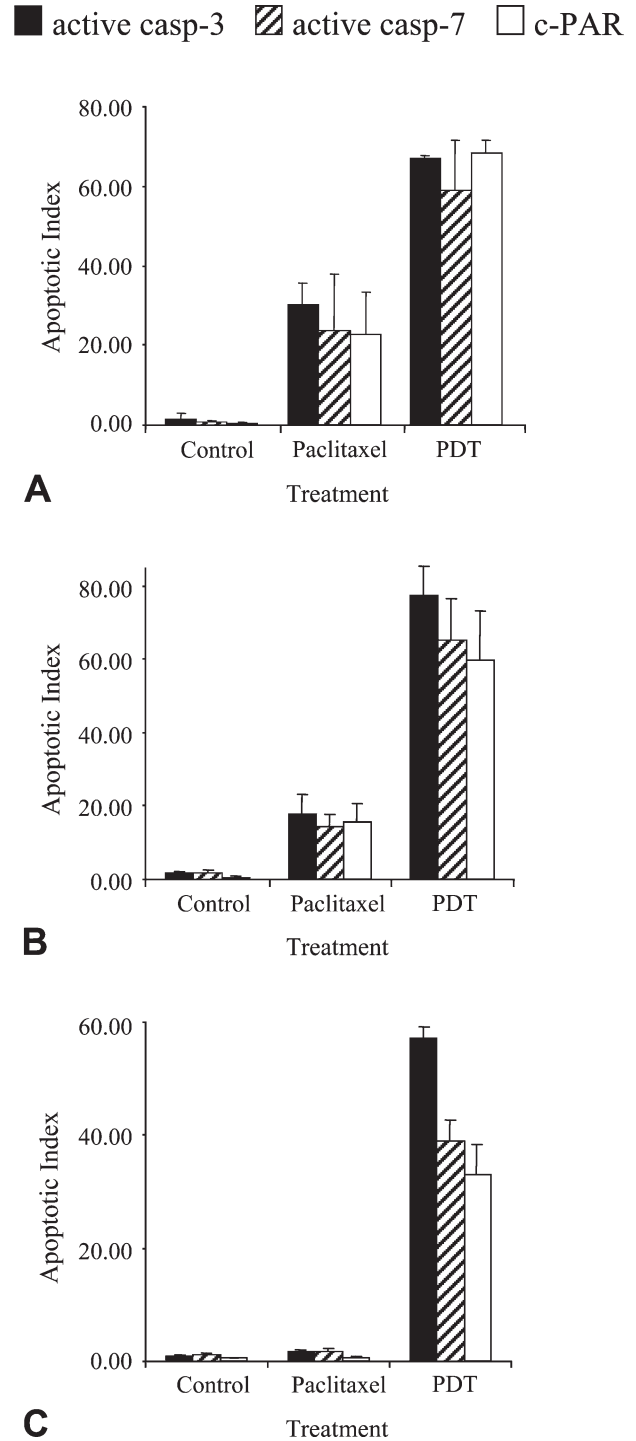 active casp-3 active casp-7 c-PAR
80.00
60.00
40.00
20.00
0.00
Apoptotic Index
Control Paclitaxel PDT
Treatment
A
80.00
60.00
40.00
20.00
0.00
Apoptotic Index
Control Paclitaxel PDT
Treatment
B
60.00
40.00
20.00
0.00
Apoptotic Index
Control Paclitaxel PDT
Treatment
C